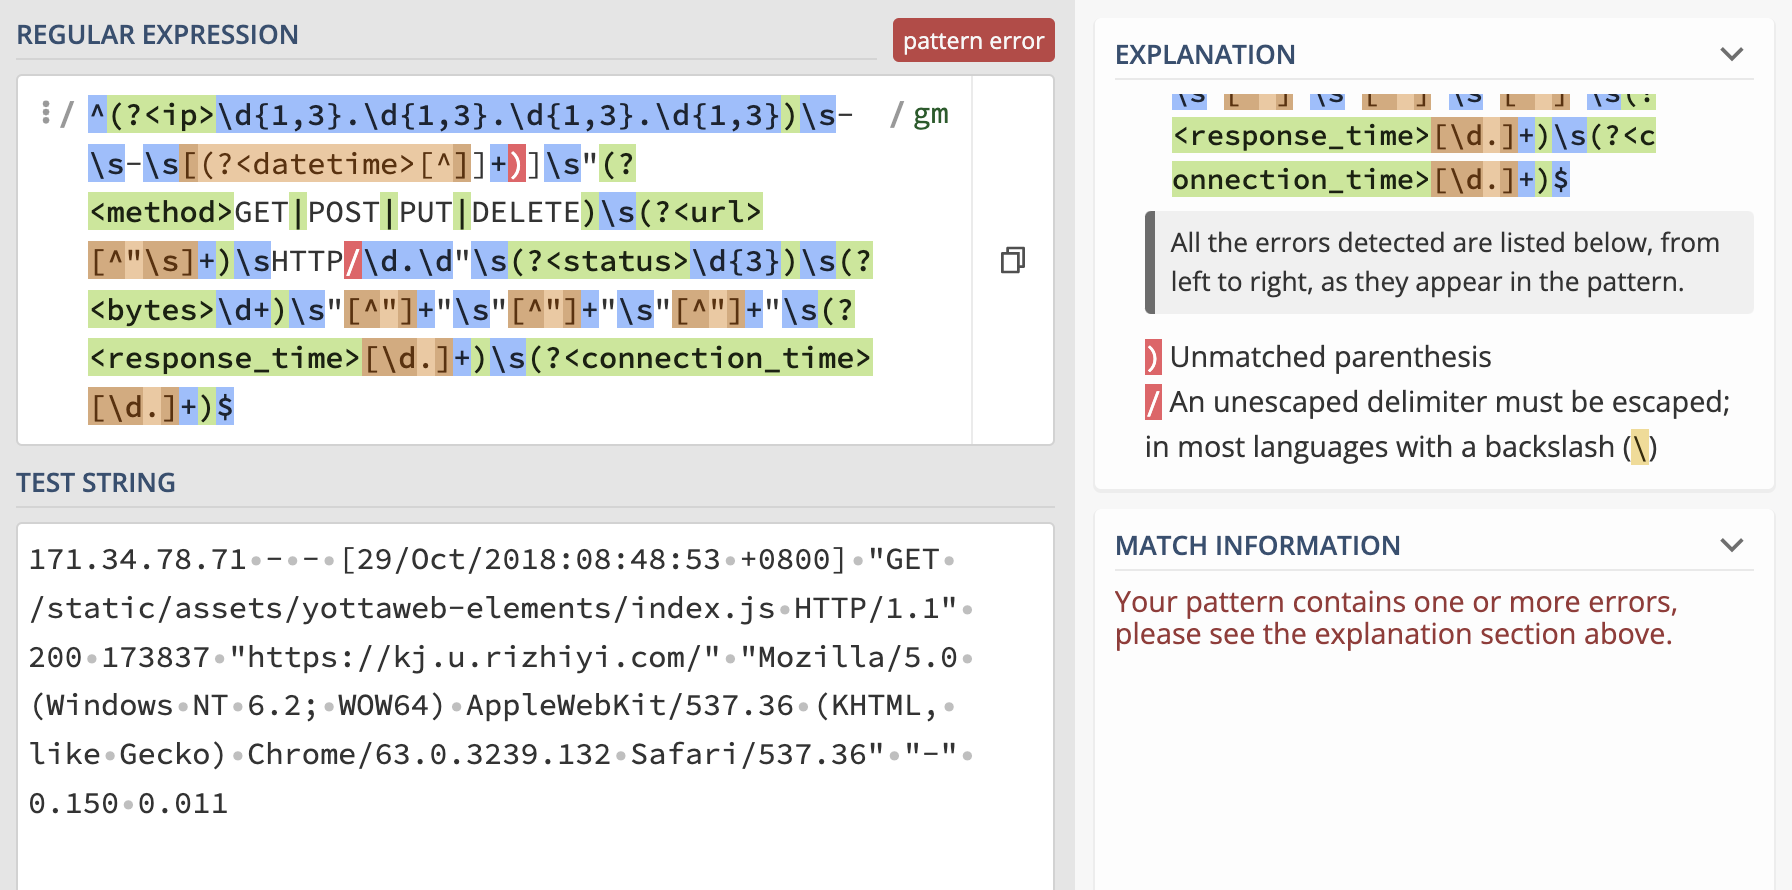 REGULAR EXPRESSION
pattern error
/ ^(?<ip>\d{1,3}.\d{1,3}.\d{1,3}.\d{1,3})\s- / gm
\s-\s[(?<datetime>[^]]+)]\s"(?
<method>GET|POST|PUT|DELETE)\s(?<url>
[^"\s]+)\sHTTP/\d.\d"\s(?<status>\d{3})\s(?
<bytes>\d+)\s"[^"]+"\s"[^"]+"\s"[^"]+"\s(?
<response_time>[\d.]+)\s(?<connection_time>
[\d.]+)$
TEST STRING
171.34.78.71 - - [29/Oct/2018:08:48:53 +0800] "GET
/static/assets/yottaweb-elements/index.js HTTP/1.1"
200 173837 "https://kj.u.rizhiyi.com/" "Mozilla/5.0
(Windows NT 6.2; WOW64) AppleWebKit/537.36 (KHTML,
like Gecko) Chrome/63.0.3239.132 Safari/537.36" "-"
0.150 0.011
EXPLANATION
<response_time>[\d.]+)\s(?<c
onnection_time>[\d.]+)$
All the errors detected are listed below, from
left to right, as they appear in the pattern.
) Unmatched parenthesis
/ An unescaped delimiter must be escaped;
in most languages with a backslash (\)
MATCH INFORMATION
Your pattern contains one or more errors,
please see the explanation section above.